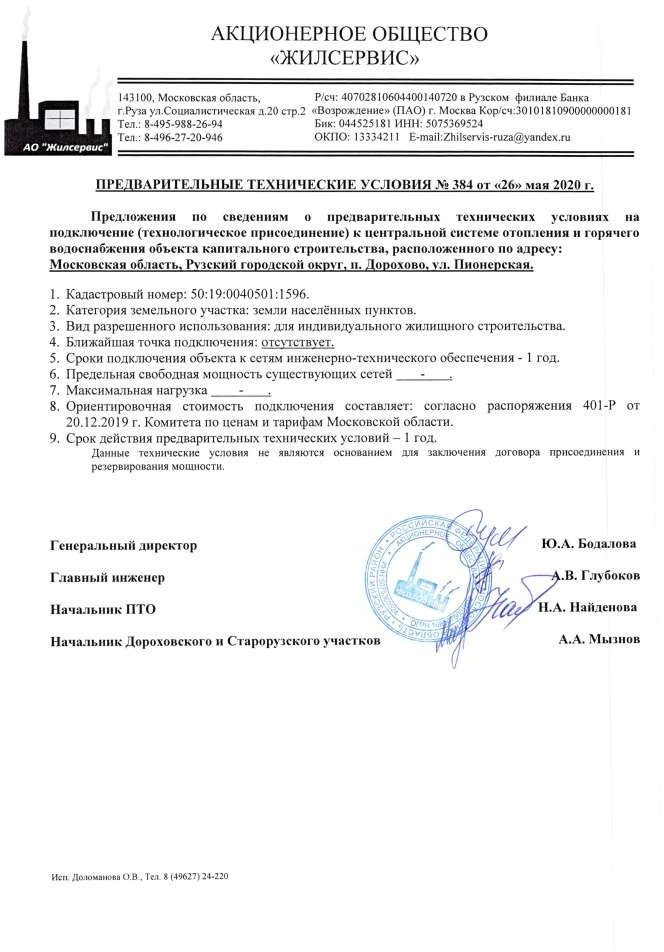 АКЦИОНЕРНОЕ ОБЩЕСТВО
«ЖИЛСЕРВИС»
АО "Жилсервис"
143100, Московская область,
г.Руза ул.Социалистическая д.20 стр.2
Тел.: 8-495-988-26-94
Тел.: 8-496-27-20-946
Р/сч: 40702810604400140720 в Рузском филиале Банка
«Возрождение» (ПАО) г. Москва Кор/сч:30101810900000000181
Бик: 044525181 ИНН: 5075369524
ОКПО: 13334211 E-mail:Zhilservis-ruza@yandex.ru
ПРЕДВАРИТЕЛЬНЫЕ ТЕХНИЧЕСКИЕ УСЛОВИЯ № 384 от «26» мая 2020 г.
Предложения по сведениям о предварительных технических условиях на
подключение (технологическое присоединение) к центральной системе отопления и горячего
водоснабжения объекта капитального строительства, расположенного по адресу:
Московская область, Рузский городской округ, п. Дорохово, ул. Пионерская.
1. Кадастровый номер: 50:19:0040501:1596.
2. Категория земельного участка: земли населённых пунктов.
3. Вид разрешенного использования: для индивидуального жилищного строительства.
4. Ближайшая точка подключения: отсутствует.
5. Сроки подключения объекта к сетям инженерно-технического обеспечения - 1 год.
6. Предельная свободная мощность существующих сетей ____-____.
7. Максимальная нагрузка ____-____.
8. Ориентировочная стоимость подключения составляет: согласно распоряжения 401-Р от
20.12.2019 г. Комитета по ценам и тарифам Московской области.
9. Срок действия предварительных технических условий – 1 год.
Данные технические условия не являются основанием для заключения договора присоединения и
резервирования мощности.
Генеральный директор Ю.А. Бодалова
Главный инженер А.В. Глубоков
Начальник ПТО Н.А. Найденова
Начальник Дороховского и Старорузского участков А.А. Мызнов
Исп. Доломанова О.В., Тел. 8 (49627) 24-220